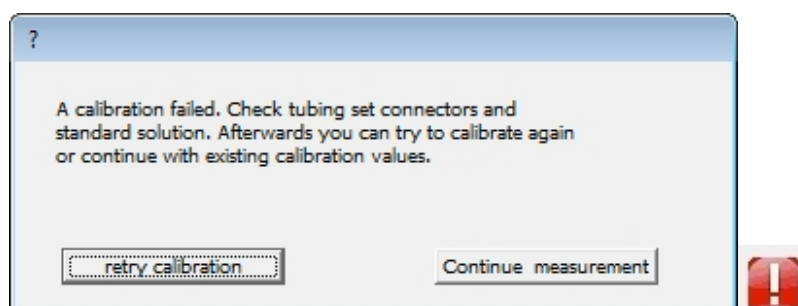 ?
A calibration failed. Check tubing set connectors and
standard solution. Afterwards you can try to calibrate again
or continue with existing calibration values.
retry calibration
Continue measurement
!